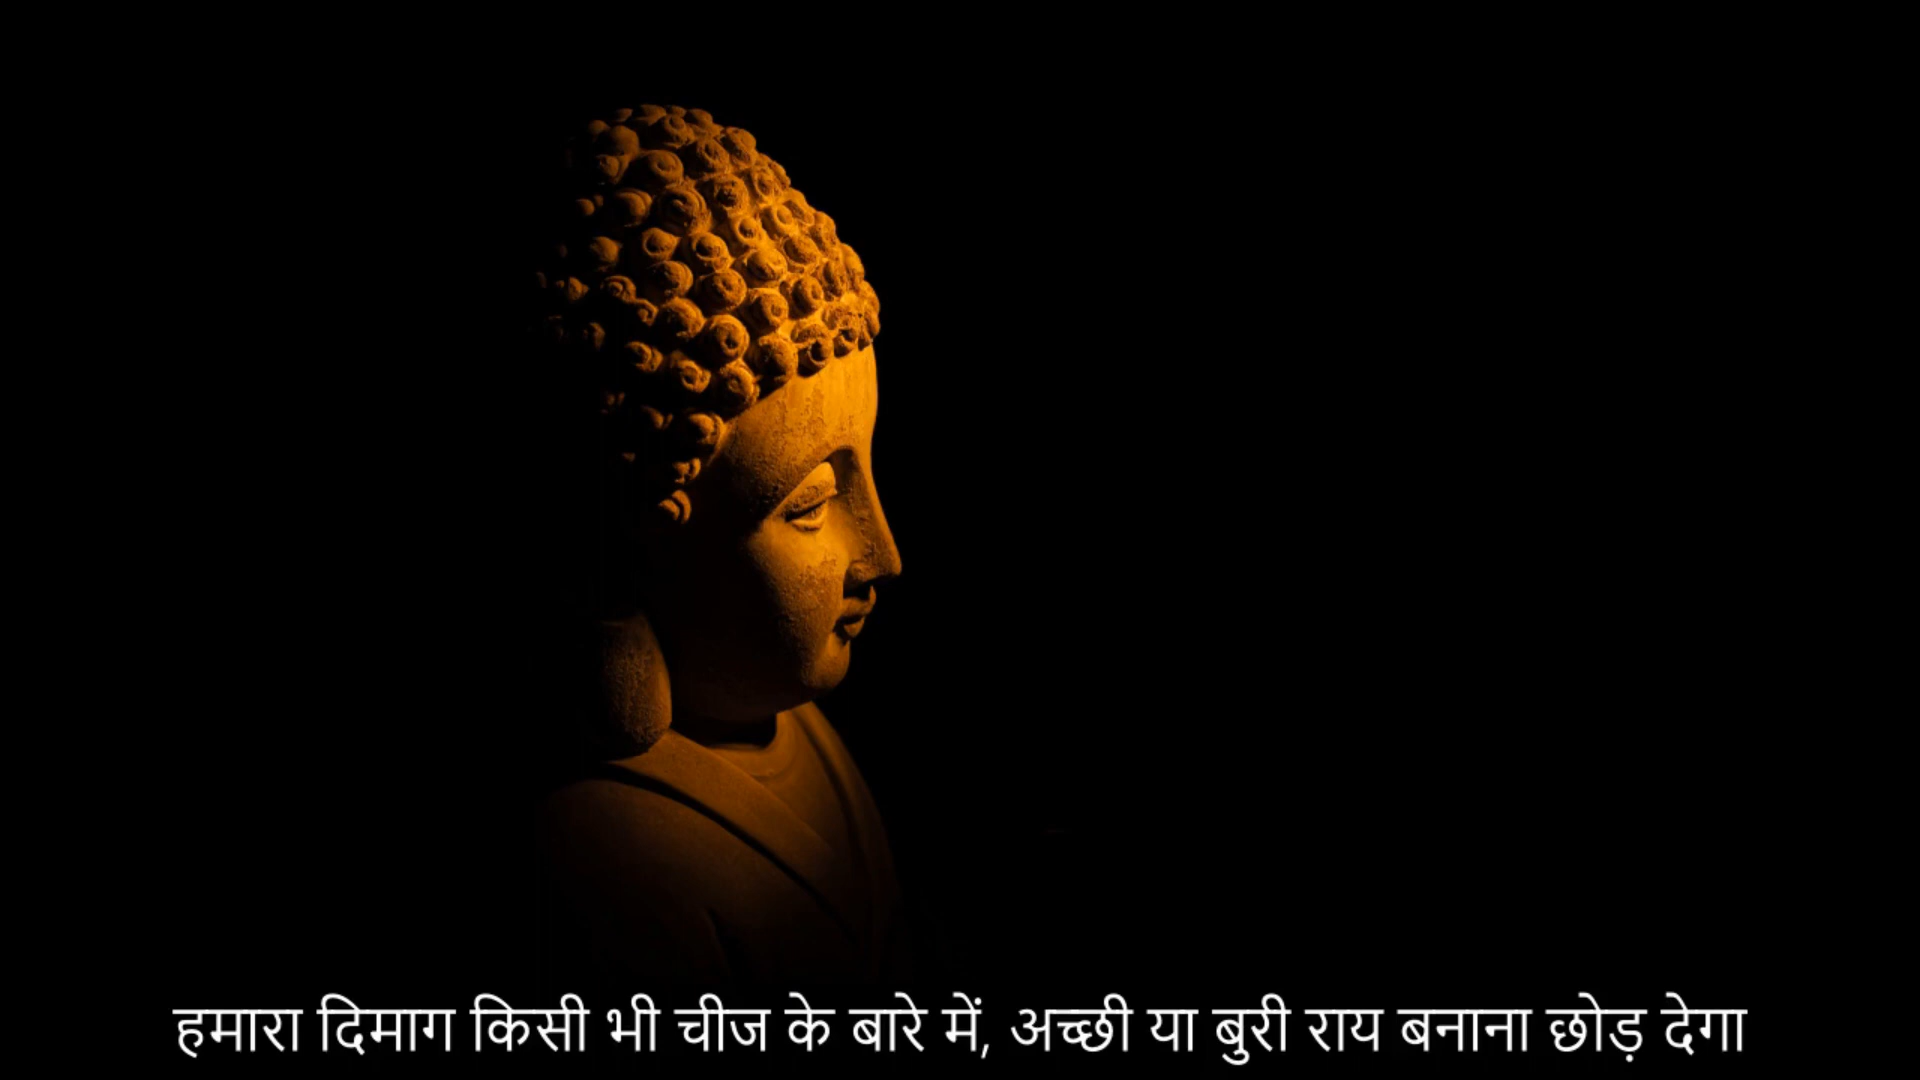 हमारा दिमाग किसी भी चीज के बारे में, अच्छी या बुरी राय बनाना छोड़ देगा